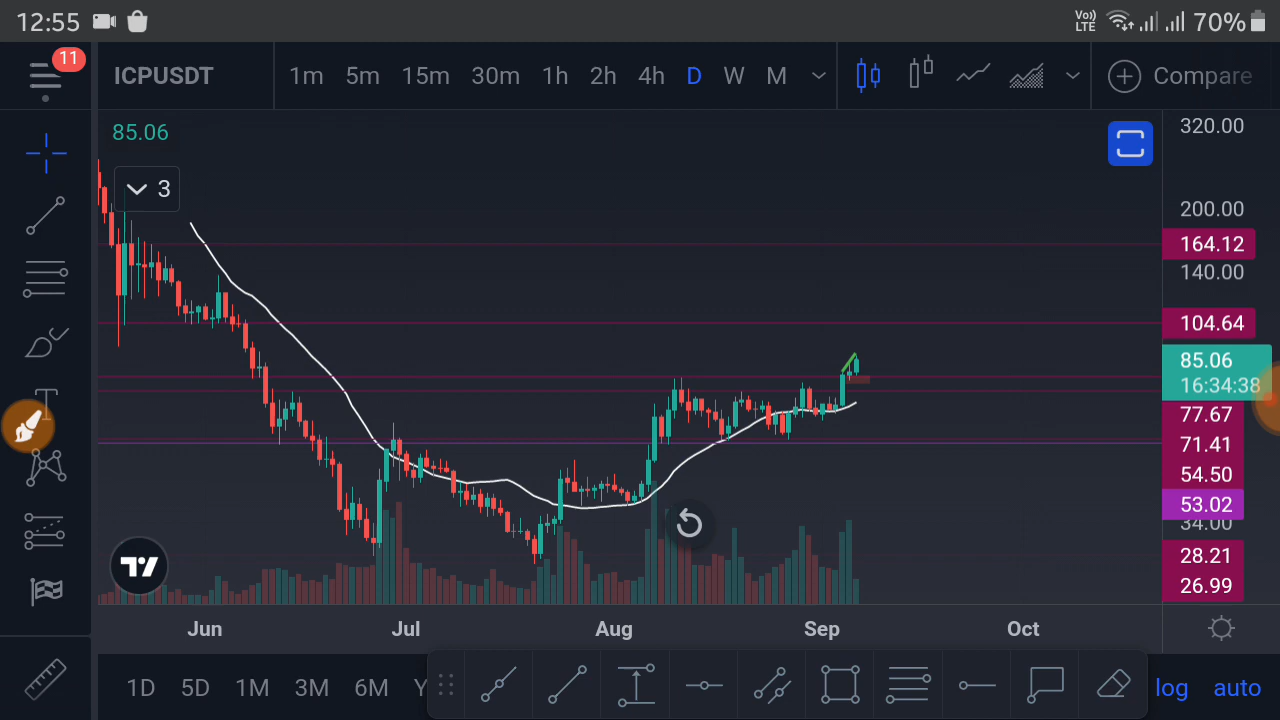 12:55
Vo))
LTE
70%
11
ICPUSDT
1m 5m 15m 30m 1h 2h 4h D W M
Compare
85.06
3
320.00
200.00
164.12
140.00
104.64
85.06
16:34:38
77.67
71.41
54.50
53.02
34.00
28.21
26.99
Jun Jul Aug Sep Oct
1D 5D 1M 3M 6M Y
log auto